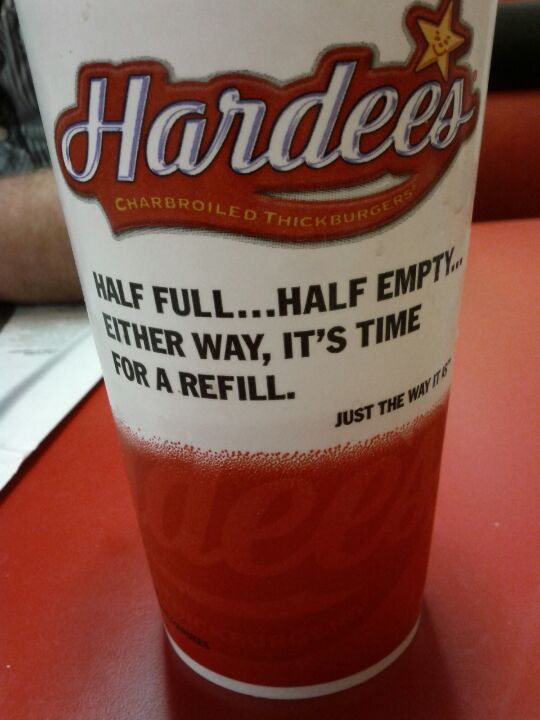 Hardee's
CHARBROILED THICKBURGERS
HALF FULL...HALF EMPTY...
EITHER WAY, IT'S TIME
FOR A REFILL.
JUST THE WAY IT IS